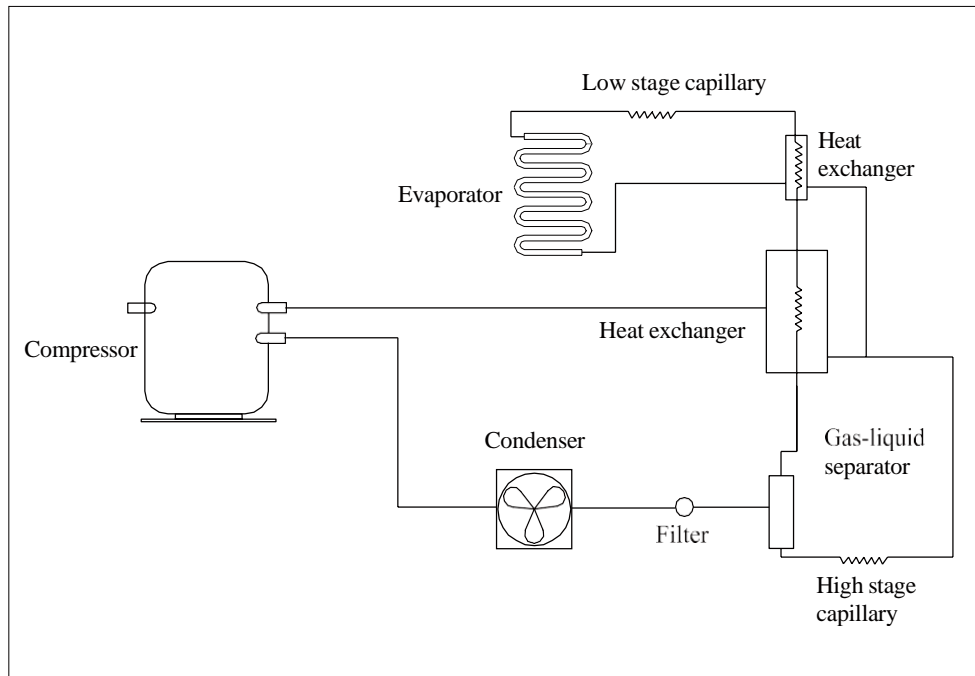 Low stage capillary
Heat
exchanger
Evaporator
Heat exchanger
Compressor
Condenser
Gas-liquid
separator
Filter
High stage
capillary